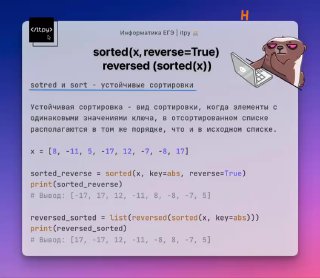 </itpy>
Информатика ЕГЭ | itpy
sorted(x, reverse=True)
reversed (sorted(x))
sotred и sort - устойчивые сортировки
Устойчивая сортировка - вид сортировки, когда элементы с
одинаковыми значениями ключа, в отсортированном списке
располагаются в том же порядке, что и в исходном списке.
x = [8, -11, 5, -17, 12, -7, -8, 17]
sorted_reverse = sorted(x, key=abs, reverse=True)
print(sorted_reverse)
# Вывод: [-17, 17, 12, -11, 8, -8, -7, 5]
reversed_sorted = list(reversed(sorted(x, key=abs)))
print(reversed_sorted)
# Вывод: [17, -17, 12, -11, -8, 8, -7, 5]